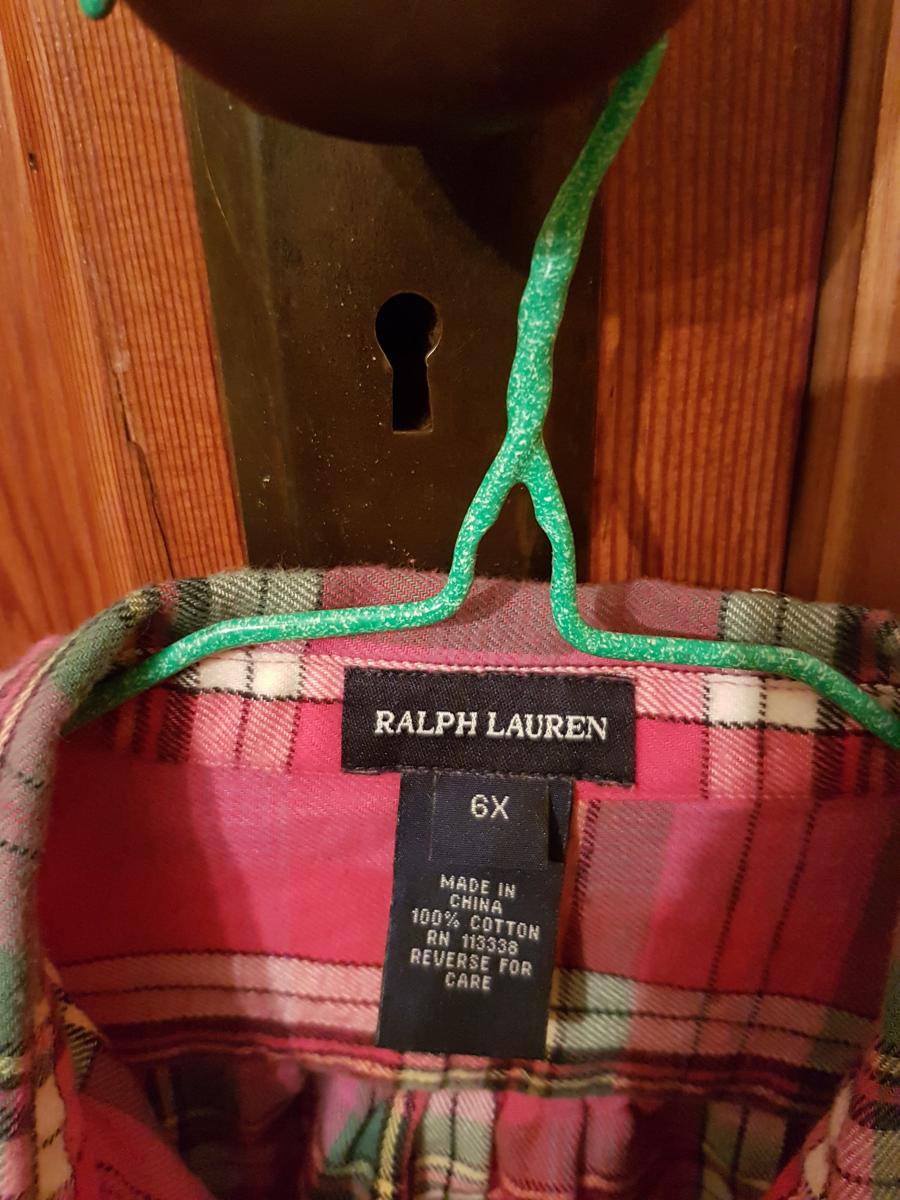 RALPH LAUREN
6X
MADE IN
CHINA
100% COTTON
RN 113338
REVERSE FOR
CARE